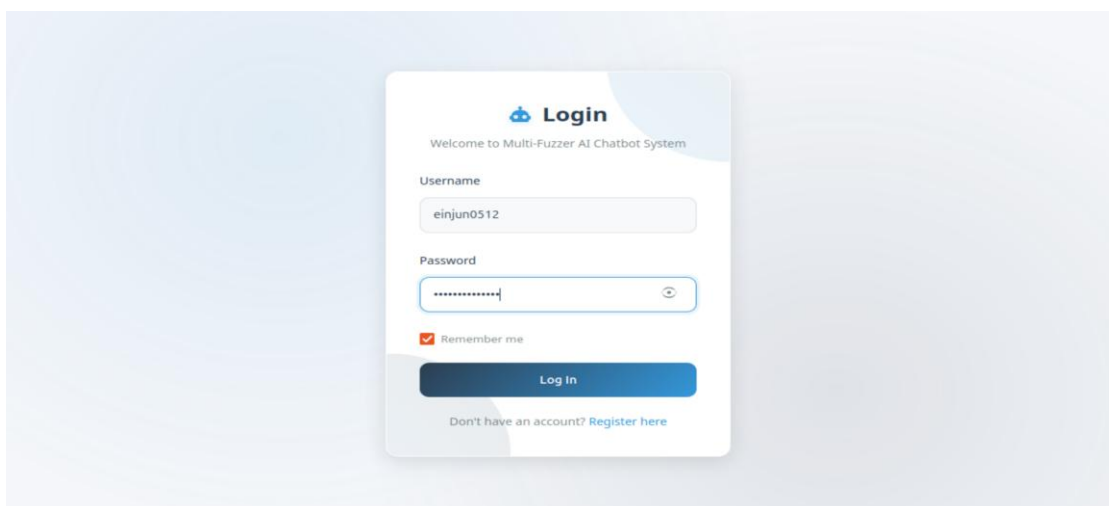 Login
Welcome to Multi-Fuzzer AI Chatbot System
Username
einjun0512
Password
••••••••••••••
Remember me
Log In
Don't have an account? Register here